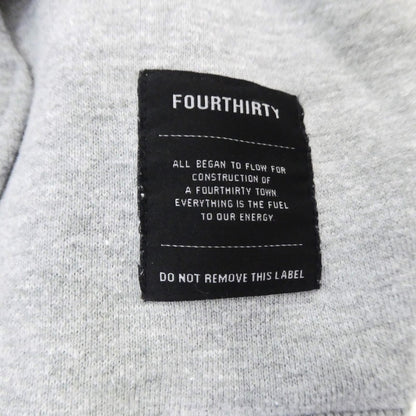 FOURTHIRTY
ALL BEGAN TO FLOW FOR
CONSTRUCTION OF
A FOURTHIRTY TOWN.
EVERYTHING IS THE FUEL
TO OUR ENERGY.
DO NOT REMOVE THIS LABEL